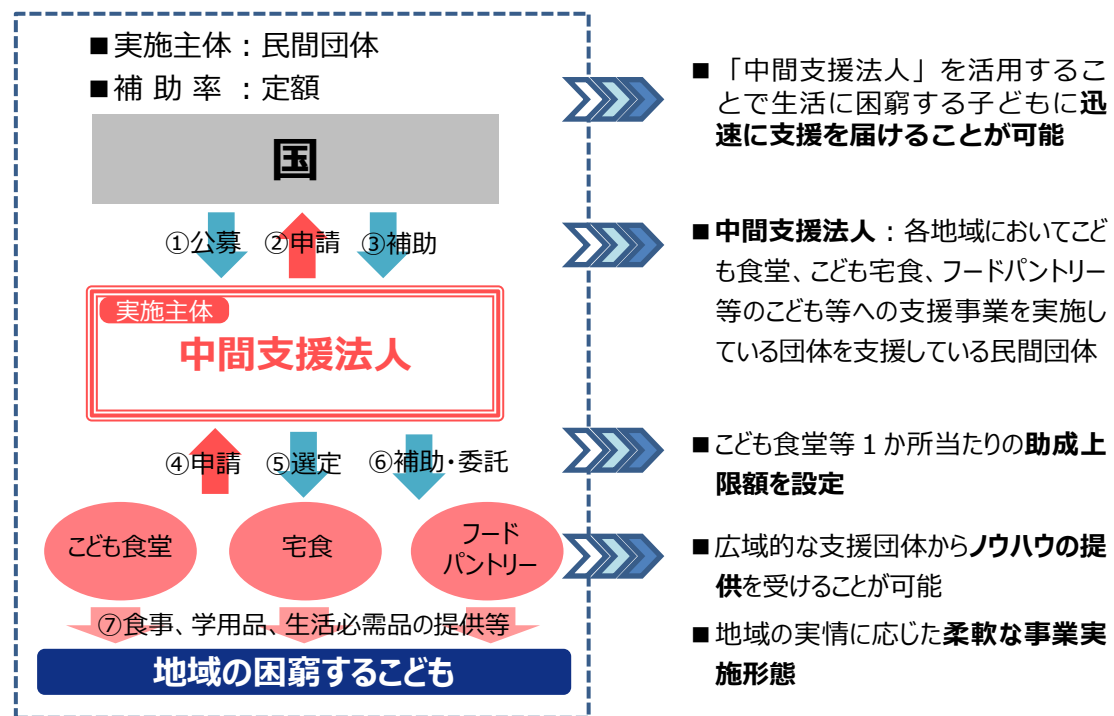 ■実施主体：民間団体
■補 助 率 ：定額
国
①公募 ②申請 ③補助
実施主体
中間支援法人
④申請 ⑤選定 ⑥補助・委託
こども食堂
宅食
フード
パントリー
⑦食事、学用品、生活必需品の提供等
地域の困窮するこども
■「中間支援法人」を活用するこ
とで生活に困窮する子どもに迅
速に支援を届けることが可能
■中間支援法人：各地域においてこど
も食堂、こども宅食、フードパントリー
等のこども等への支援事業を実施し
ている団体を支援している民間団体
■こども食堂等１か所当たりの助成上
限額を設定
■広域的な支援団体からノウハウの提
供を受けることが可能
■地域の実情に応じた柔軟な事業実
施形態